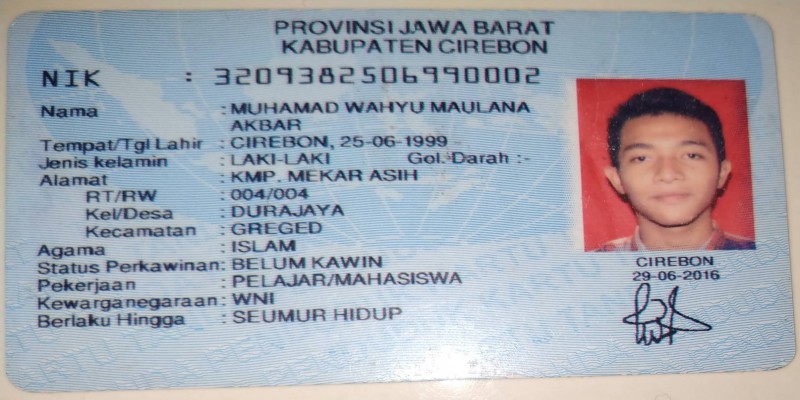 PROVINSI JAWA BARAT
KABUPATEN CIREBON
NIK : 3209382506990002
Nama : MUHAMAD WAHYU MAULANA
AKBAR
Tempat/Tgl Lahir : CIREBON, 25-06-1999
Jenis kelamin : LAKI-LAKI Gol. Darah :-
Alamat : KMP. MEKAR ASIH
RT/RW : 004/004
Kel/Desa : DURAJAYA
Kecamatan : GREGED
Agama : ISLAM
Status Perkawinan: BELUM KAWIN
Pekerjaan : PELAJAR/MAHASISWA
Kewarganegaraan: WNI
Berlaku Hingga : SEUMUR HIDUP
CIREBON
29-06-2016